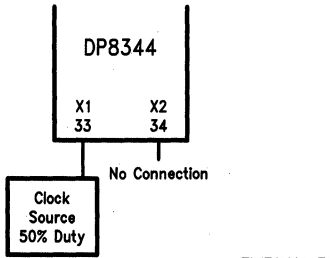 DP8344
X1 X2
33 34
No Connection
Clock
Source
50% Duty